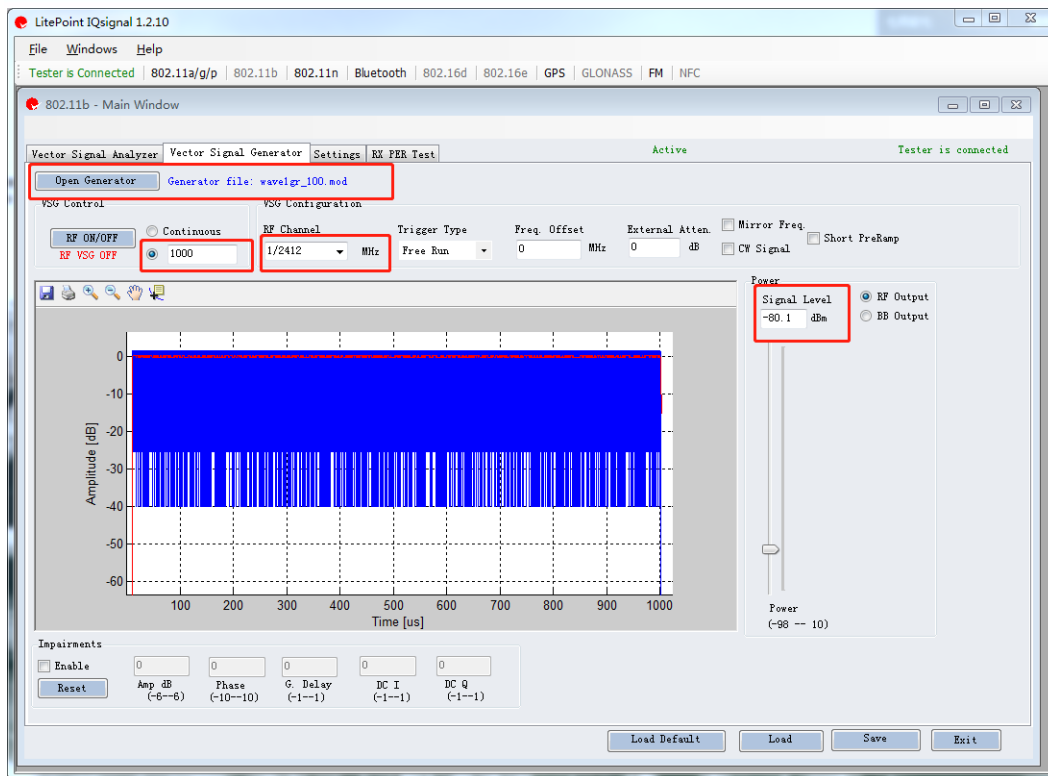 LitePoint IQsignal 1.2.10
File Windows Help
Tester is Connected 802.11a/g/p 802.11b 802.11n Bluetooth 802.16d 802.16e GPS GLONASS FM NFC
802.11b - Main Window
Vector Signal Analyzer Vector Signal Generator Settings RX PER Test Active Tester is connected
Open Generator Generator file: wave1gr_100.mod
VSG Control VSG Configuration
RF ON/OFF Continuous RF Channel Trigger Type Freq. Offset External Atten. Mirror Freq. Short PreRamp
RF VSG OFF 1000 1/2412 MHz Free Run 0 MHz 0 dB CW Signal
Power
Signal Level RF Output
-80.1 dBm BB Output
0
-10
-20
-30
-40
-50
-60
Amplitude [dB]
100 200 300 400 500 600 700 800 900 1000
Time [us]
Power
(-98 -- 10)
Impairments
Enable 0 0 0 0 0
Reset Amp dB Phase G. Delay DC I DC Q
(-6--6) (-10--10) (-1--1) (-1--1) (-1--1)
Load Default Load Save Exit